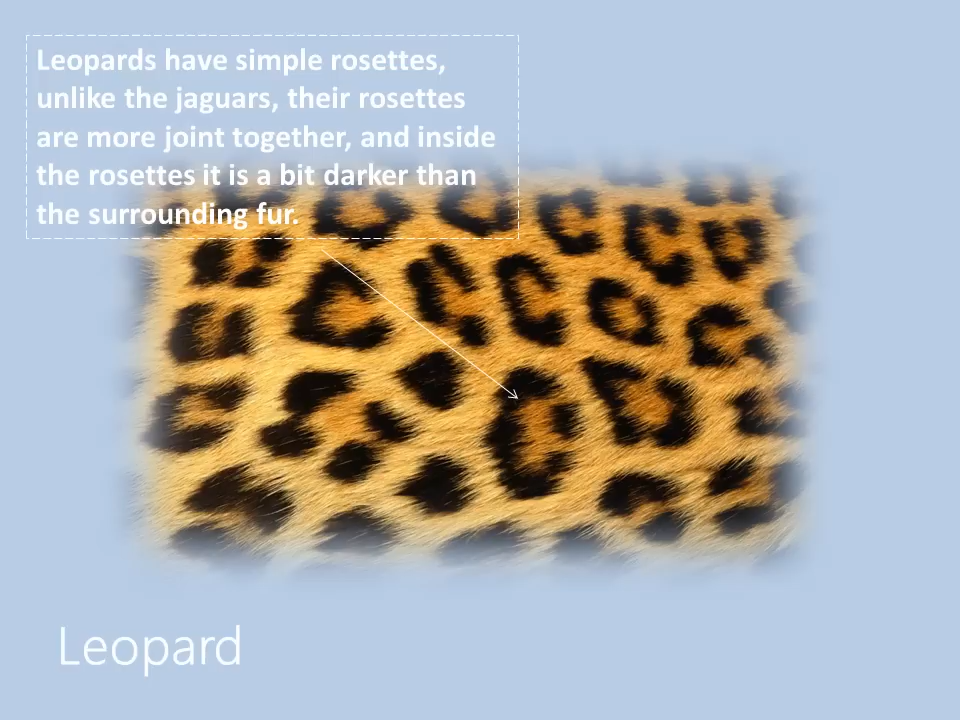 Leopards have simple rosettes,
unlike the jaguars, their rosettes
are more joint together, and inside
the rosettes it is a bit darker than
the surrounding fur.
Leopard